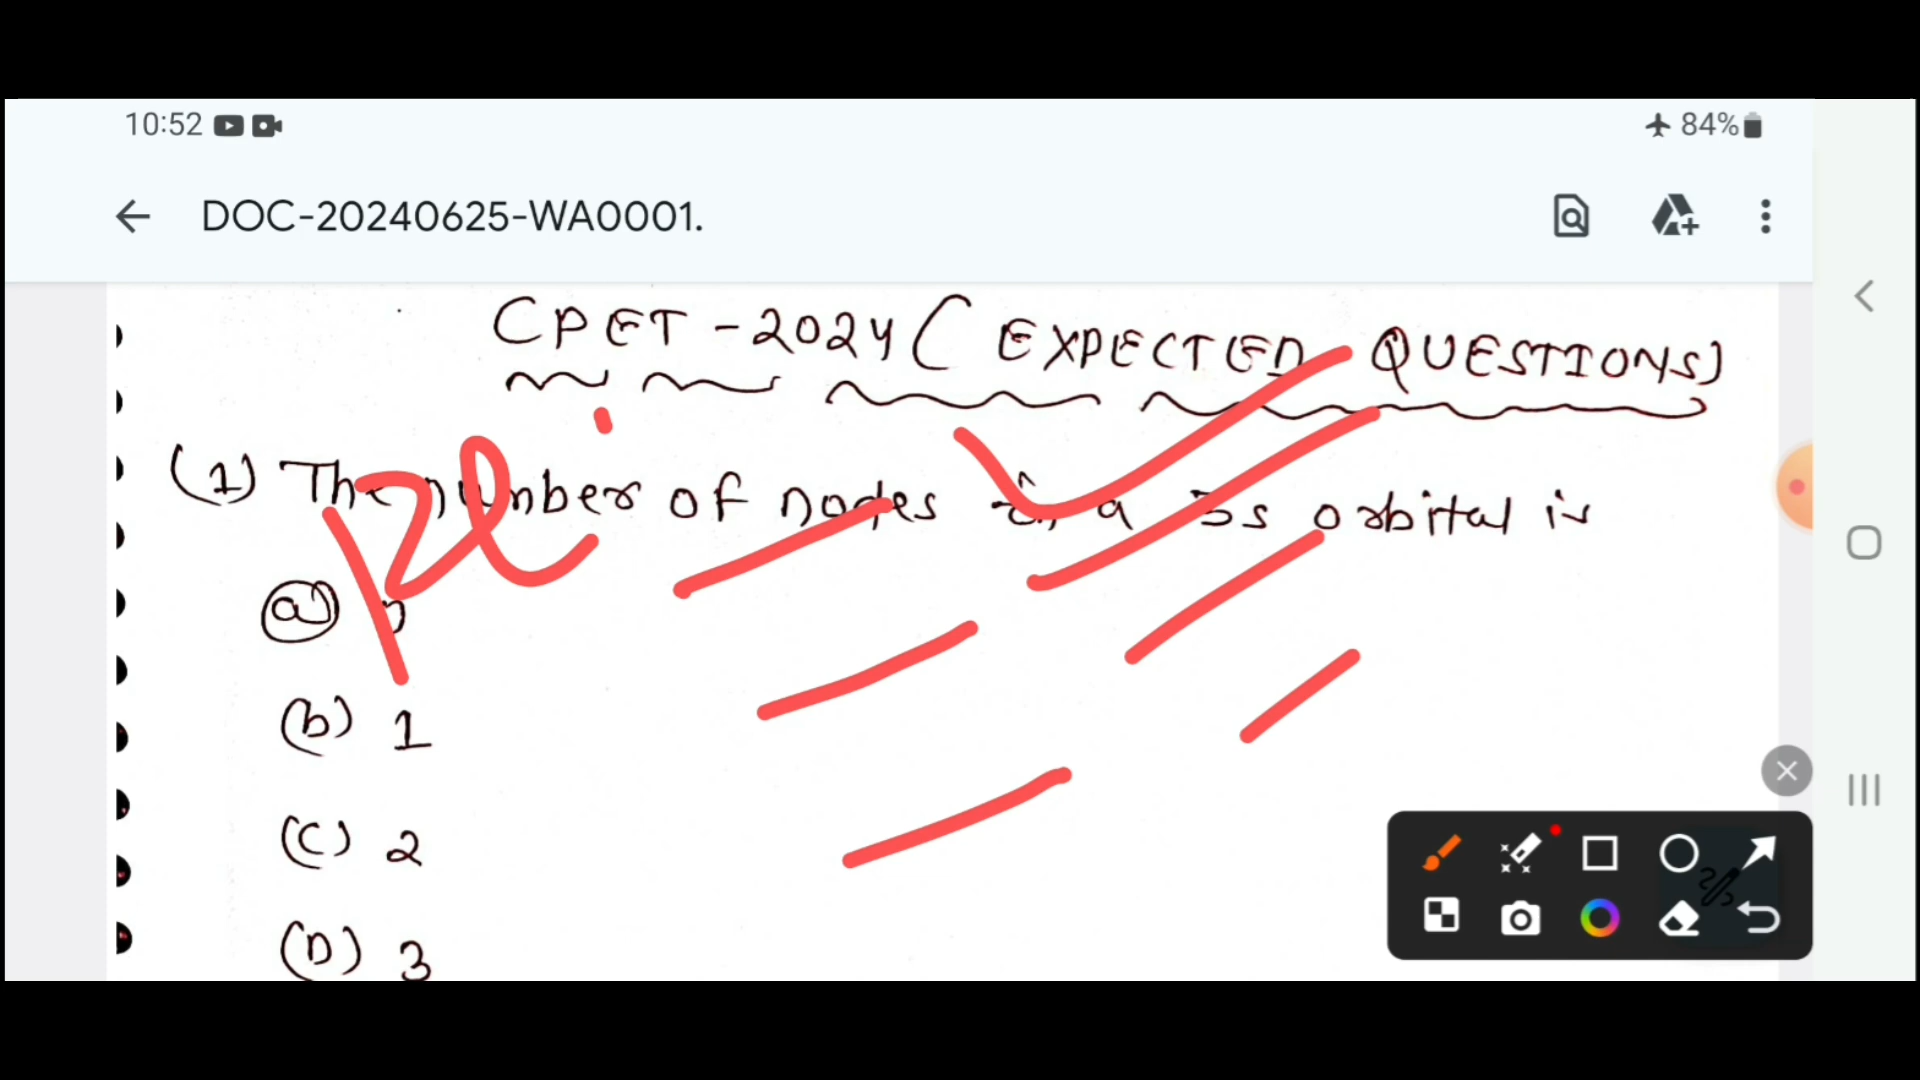 10:52
84%
DOC-20240625-WA0001.
CPET-2024 (EXPECTED QUESTIONS)
(1) The number of nodes in a 3s orbital is
(a) 0
(b) 1
(C) 2
(D) 3